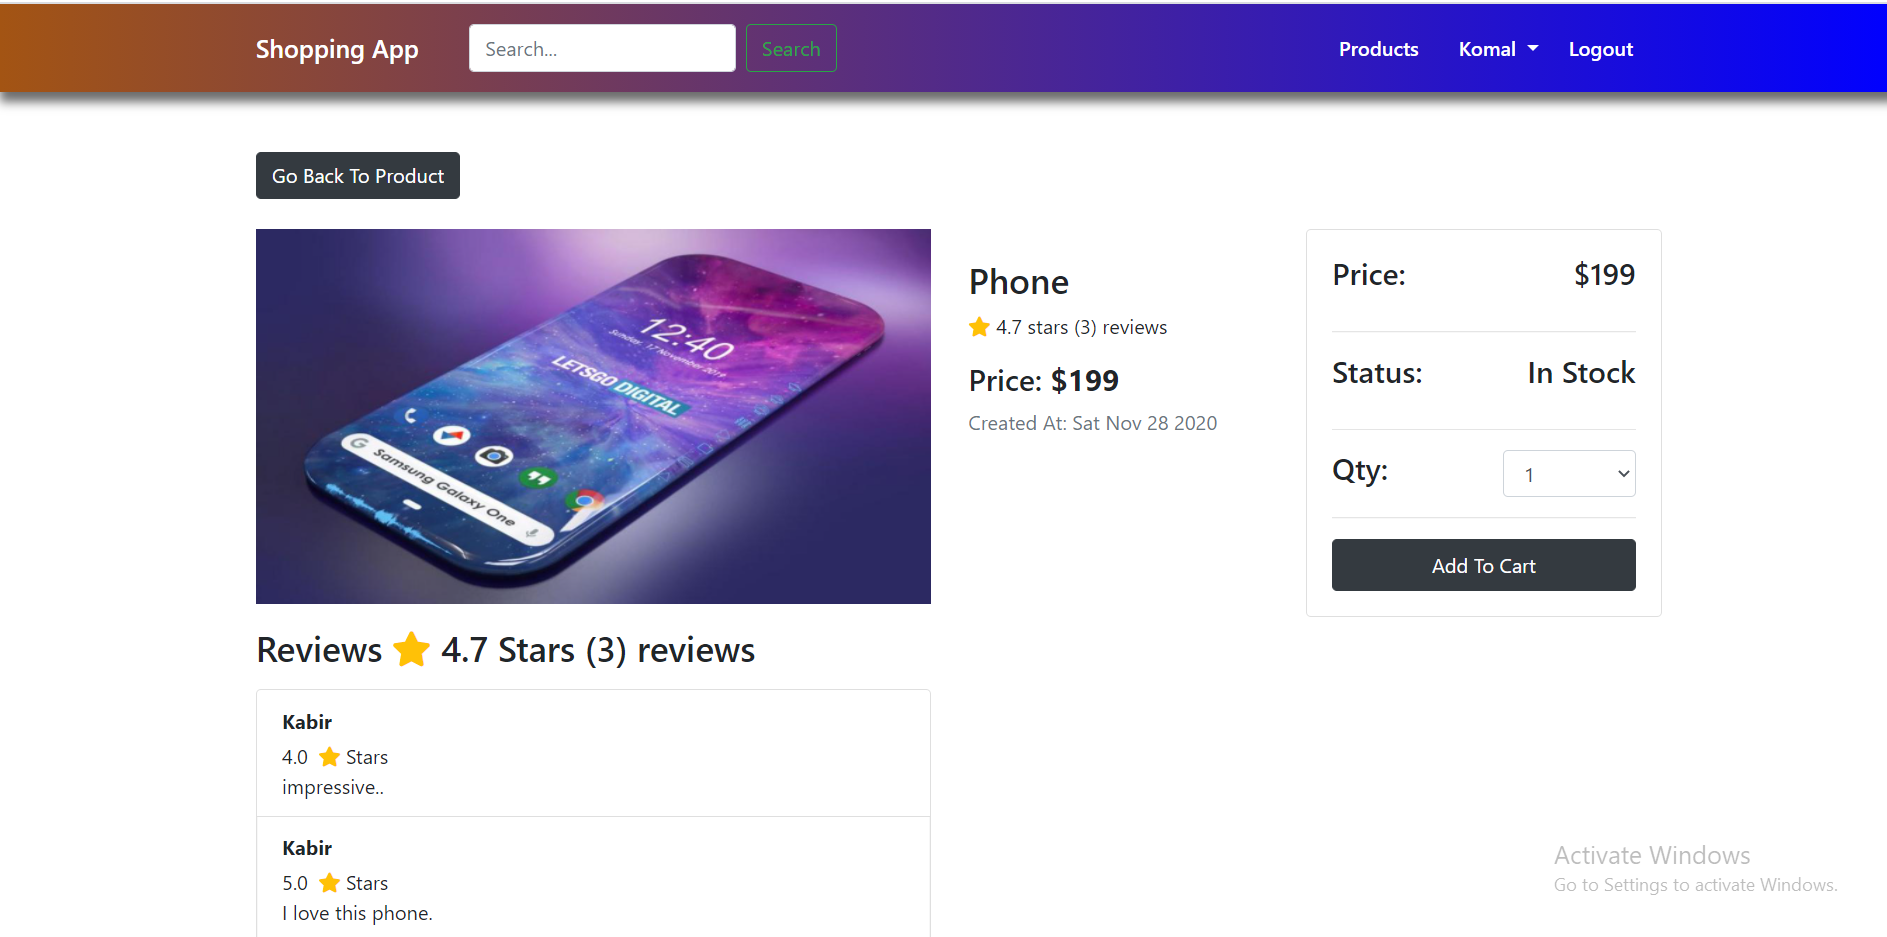 Shopping App
Search...
Search
Products
Komal
Logout
Go Back To Product
12:40
Sunday, 17 November 2019
LETSGO DIGITAL
G Samsung Galaxy One
Phone
4.7 stars (3) reviews
Price: $199
Created At: Sat Nov 28 2020
Price: $199
Status: In Stock
Qty: 1
Add To Cart
Reviews 4.7 Stars (3) reviews
Kabir
4.0 Stars
impressive..
Kabir
5.0 Stars
I love this phone.
Activate Windows
Go to Settings to activate Windows.